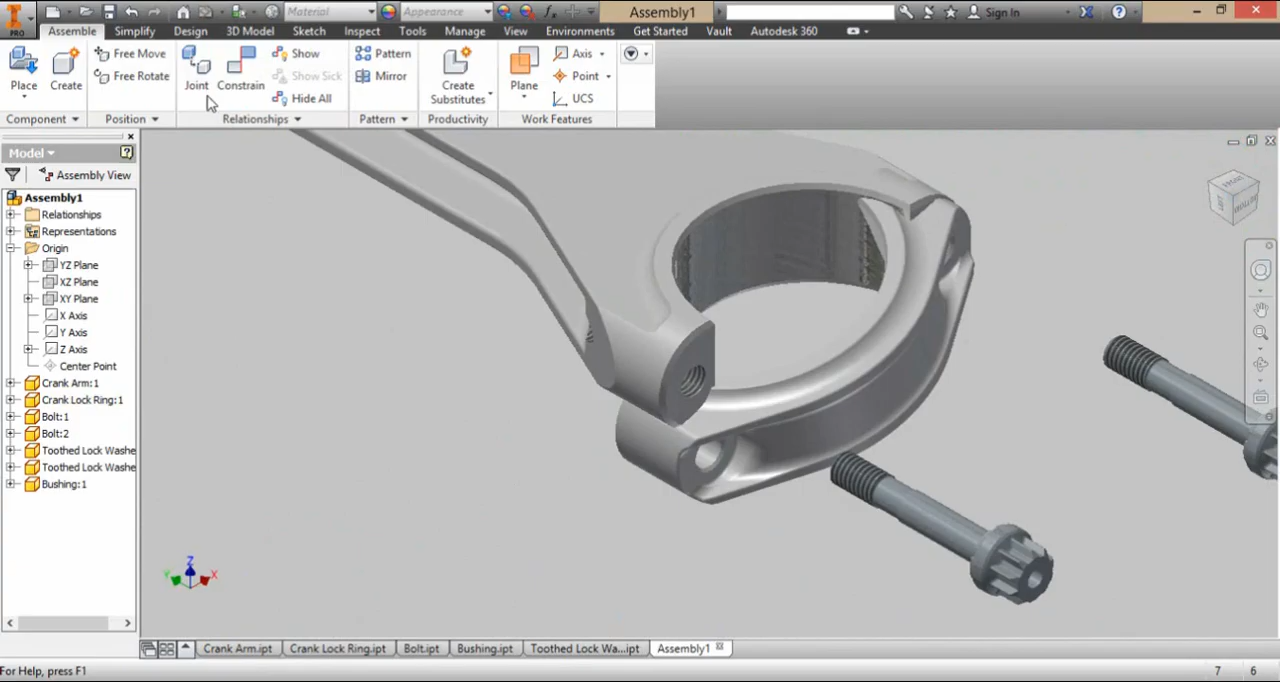 Material
Appearance
Assembly1
Sign In
PRO
Assemble Simplify Design 3D Model Sketch Inspect Tools Manage View Environments Get Started Vault Autodesk 360
Place Create
Free Move
Free Rotate
Joint Constrain
Show
Show Sick
Hide All
Pattern
Mirror
Create
Substitutes
Plane
Axis
Point
UCS
Component Position Relationships Pattern Productivity Work Features
Model
Assembly View
Assembly1
Relationships
Representations
Origin
YZ Plane
XZ Plane
XY Plane
X Axis
Y Axis
Z Axis
Center Point
Crank Arm:1
Crank Lock Ring:1
Bolt:1
Bolt:2
Toothed Lock Washe
Toothed Lock Washe
Bushing:1
FRONT
LEFT
BOTTOM
Z
Y
X
Crank Arm.ipt Crank Lock Ring.ipt Bolt.ipt Bushing.ipt Toothed Lock Wa...ipt Assembly1
For Help, press F1
7 6